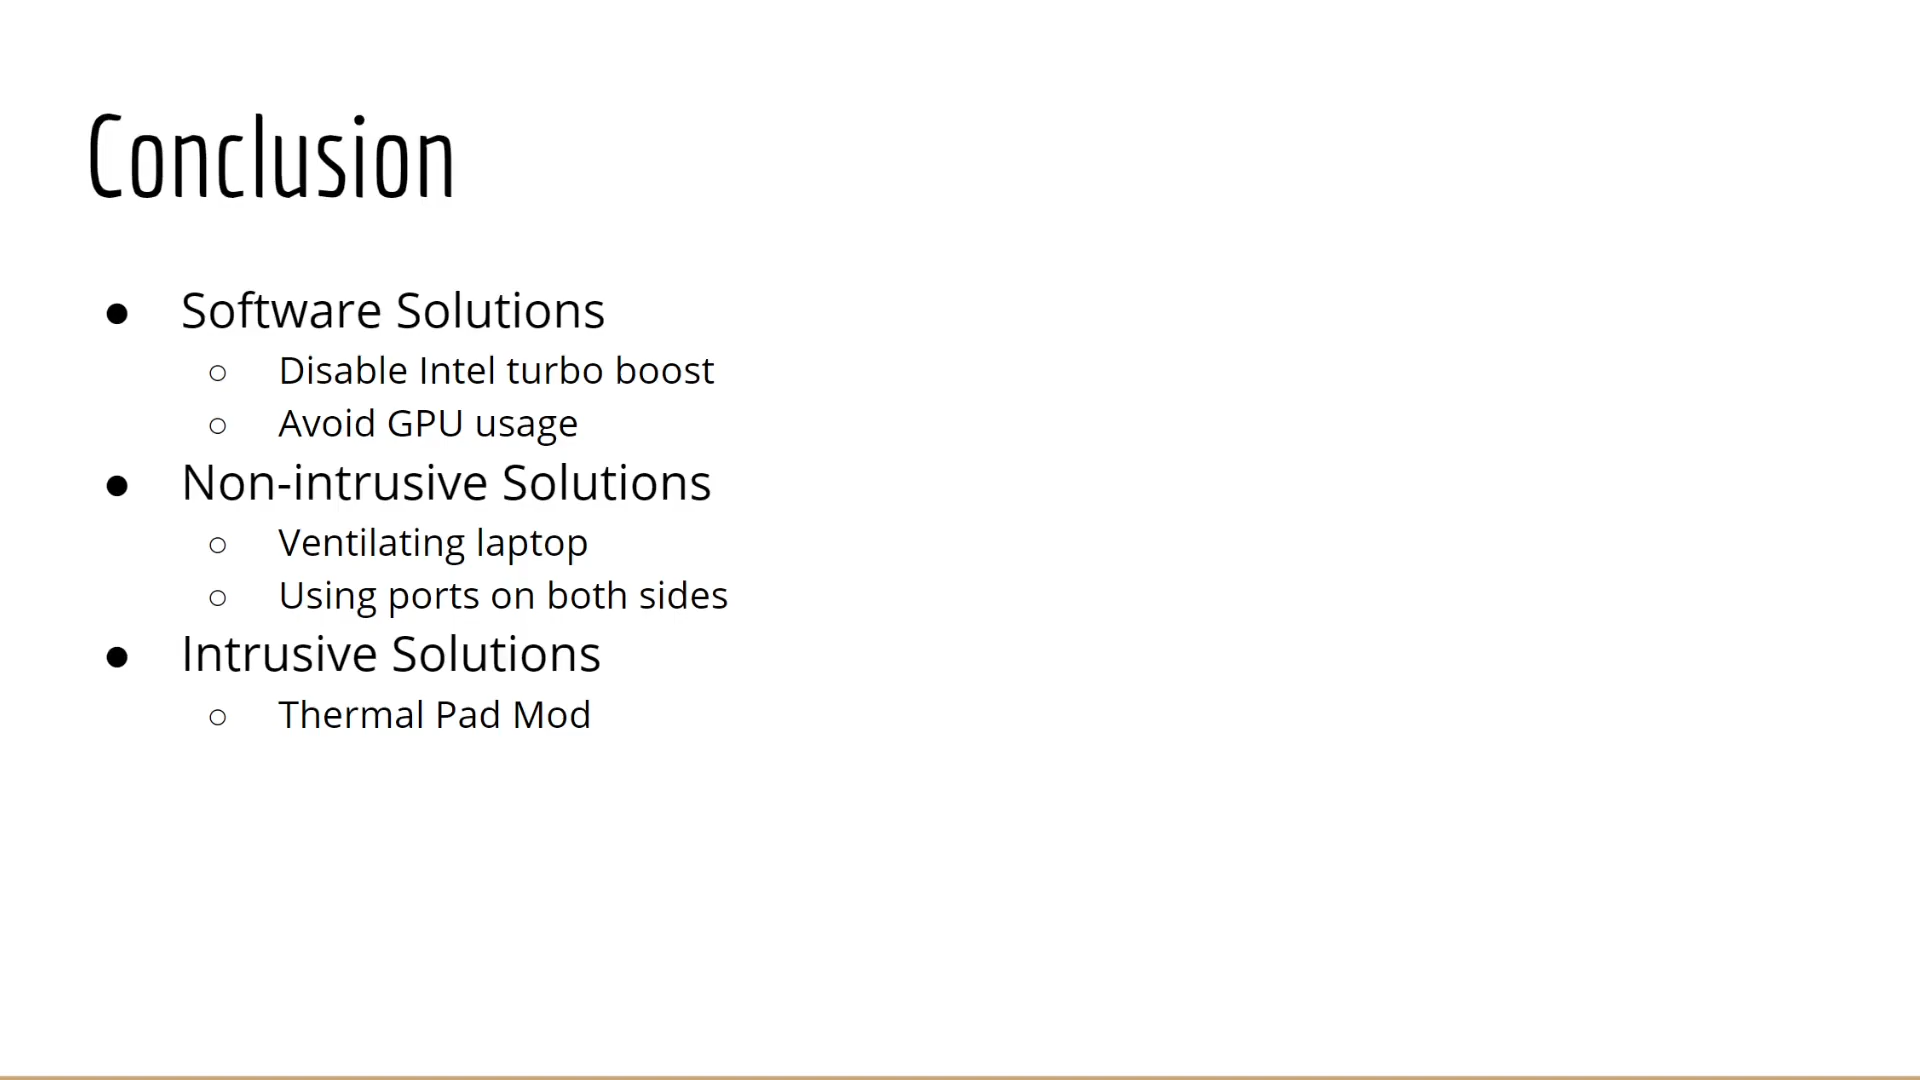 Conclusion
● Software Solutions
○ Disable Intel turbo boost
○ Avoid GPU usage
● Non-intrusive Solutions
○ Ventilating laptop
○ Using ports on both sides
● Intrusive Solutions
○ Thermal Pad Mod